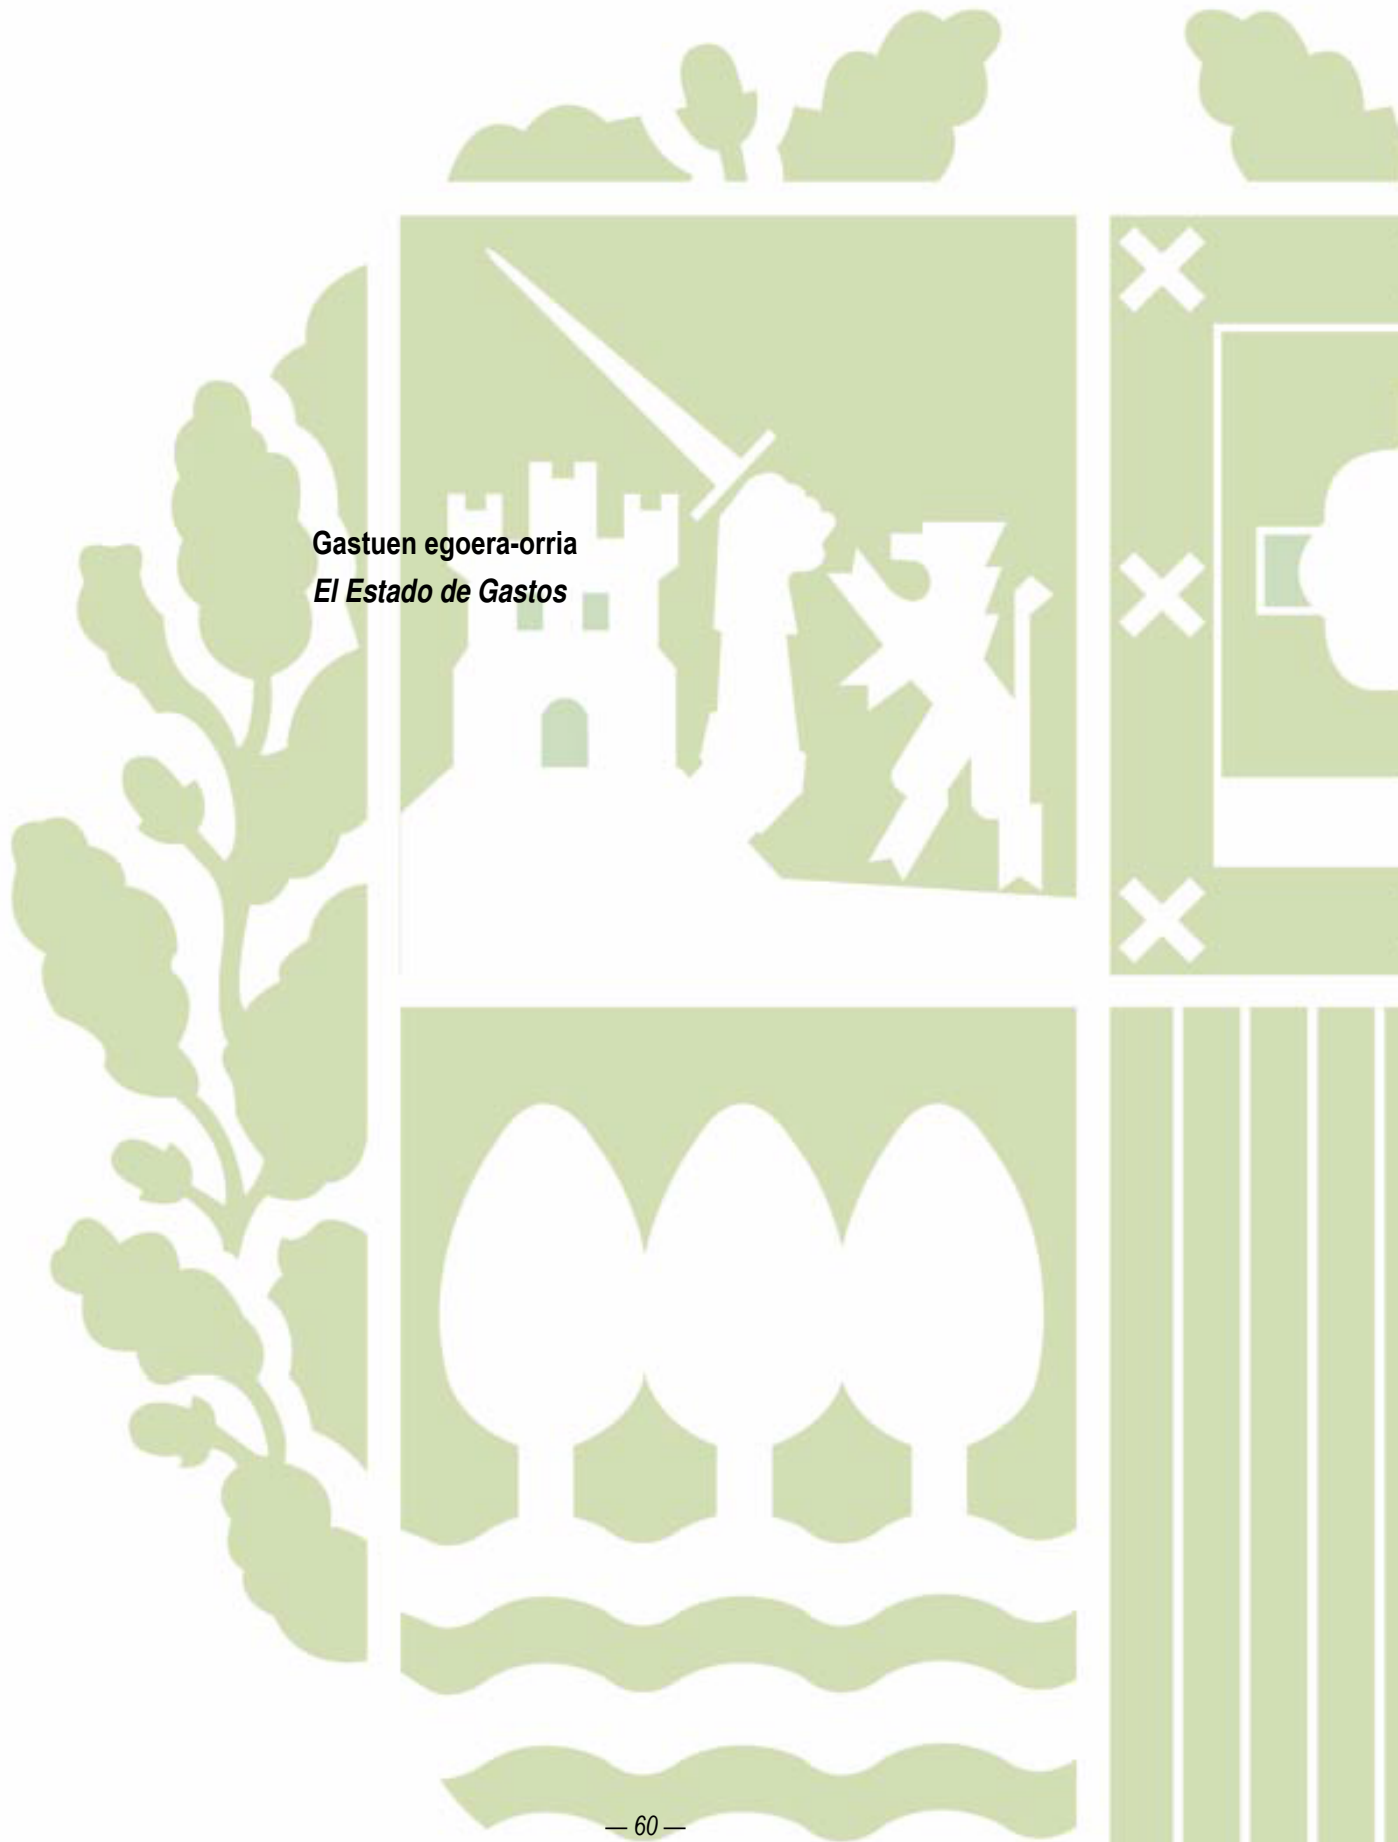 Gastuen egoera-orria
El Estado de Gastos
— 60 —